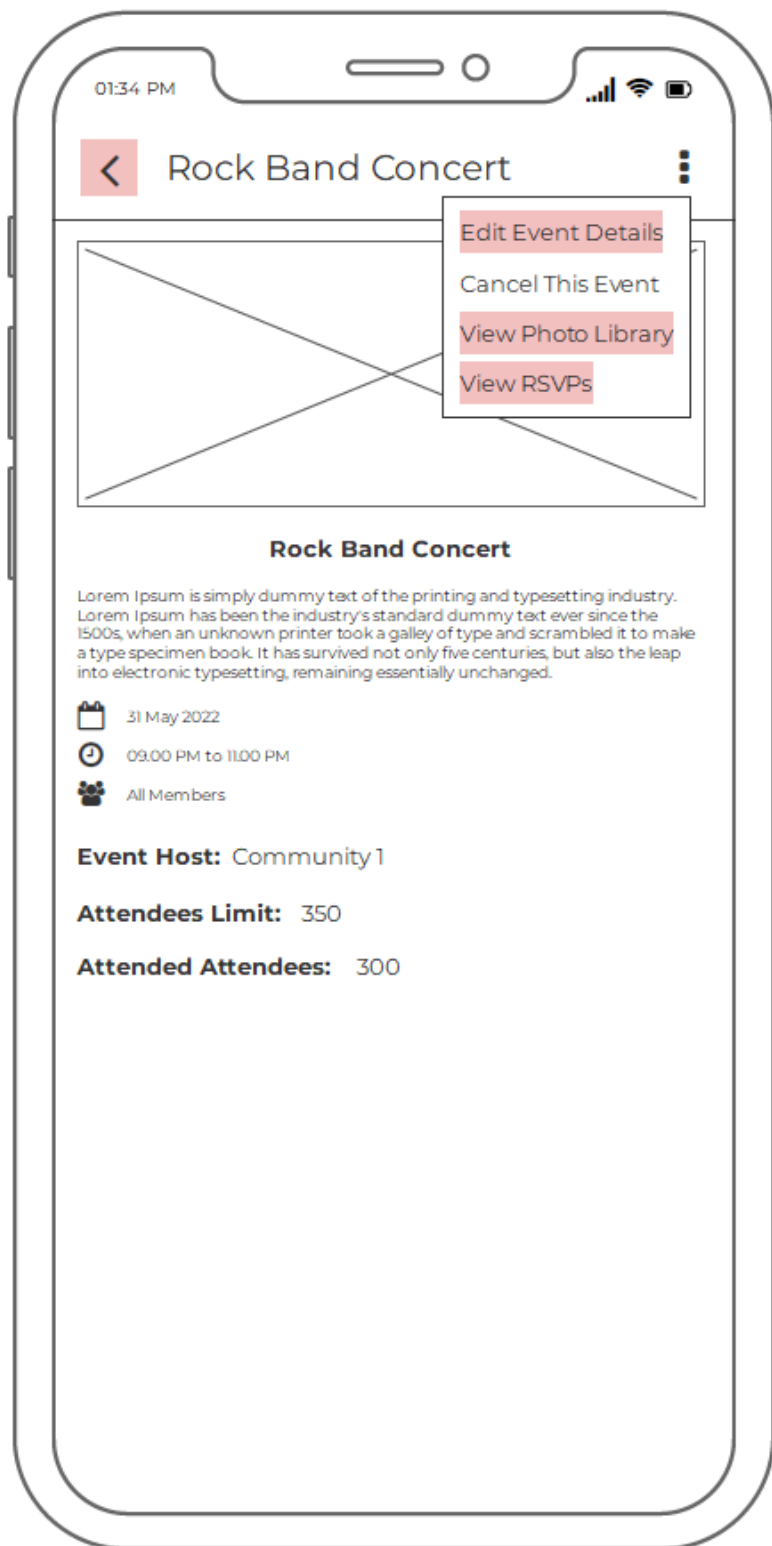 01:34 PM
Rock Band Concert
Edit Event Details
Cancel This Event
View Photo Library
View RSVPs
Rock Band Concert
Lorem Ipsum is simply dummy text of the printing and typesetting industry.
Lorem Ipsum has been the industry's standard dummy text ever since the
1500s, when an unknown printer took a galley of type and scrambled it to make
a type specimen book. It has survived not only five centuries, but also the leap
into electronic typesetting, remaining essentially unchanged.
31 May 2022
09.00 PM to 11.00 PM
All Members
Event Host: Community 1
Attendees Limit: 350
Attended Attendees: 300